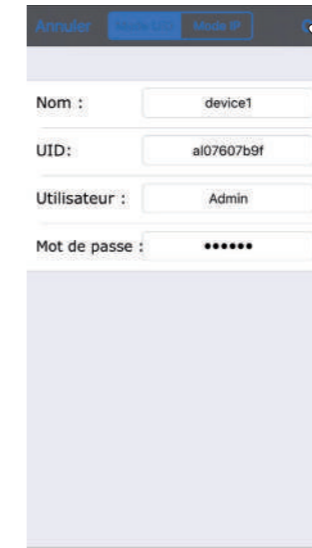 Annuler Mode UID Mode IP
Nom : device1
UID: al07607b9f
Utilisateur : Admin
Mot de passe : ••••••